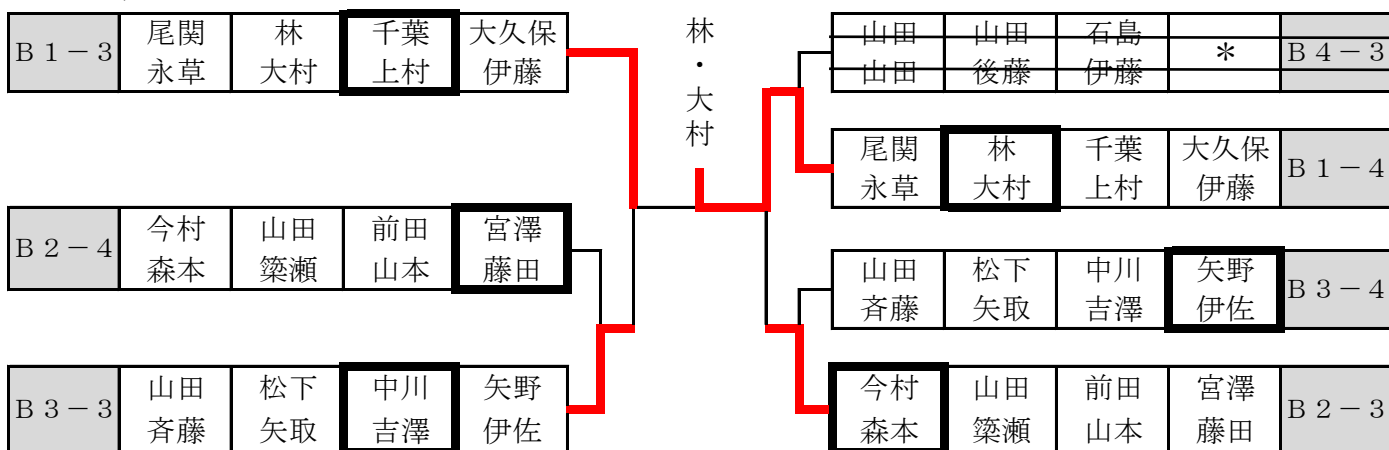 B1-3 尾関 林 千葉 大久保
永草 大村 上村 伊藤
B2-4 今村 山田 前田 宮澤
森本 簗瀬 山本 藤田
B3-3 山田 松下 中川 矢野
斉藤 矢取 吉澤 伊佐
林・大村
山田 山田 石島 * B4-3
山田 後藤 伊藤
尾関 林 千葉 大久保 B1-4
永草 大村 上村 伊藤
山田 松下 中川 矢野 B3-4
斉藤 矢取 吉澤 伊佐
今村 山田 前田 宮澤 B2-3
森本 簗瀬 山本 藤田